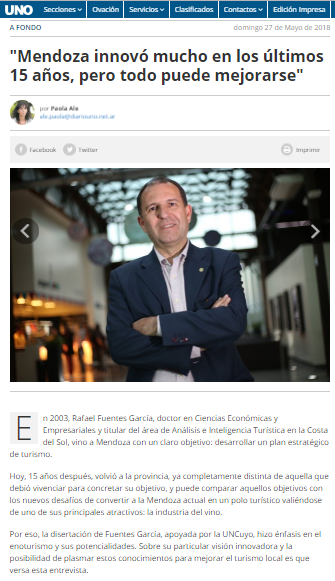 UNO Secciones Ovación Servicios Clasificados Contactos Edición Impresa
A FONDO domingo 27 de Mayo de 2018
"Mendoza innovó mucho en los últimos
15 años, pero todo puede mejorarse"
por Paola Ale
ale.paola@diariouno.net.ar
Facebook Twitter Imprimir
En 2003, Rafael Fuentes García, doctor en Ciencias Económicas y
Empresariales y titular del área de Análisis e Inteligencia Turística en la Costa
del Sol, vino a Mendoza con un claro objetivo; desarrollar un plan estratégico
de turismo.
Hoy, 15 años después, volvió a la provincia, ya completamente distinta de aquella que
debió vivenciar para concretar su objetivo, y puede comparar aquellos objetivos con
los nuevos desafíos de convertir a la Mendoza actual en un polo turístico valiéndose
de uno de sus principales atractivos: la industria del vino.
Por eso, la disertación de Fuentes García, apoyada por la UNCuyo, hizo énfasis en el
enoturismo y sus potencialidades. Sobre su particular visión innovadora y la
posibilidad de plasmar estos conocimientos para mejorar el turismo local es que
versa esta entrevista.